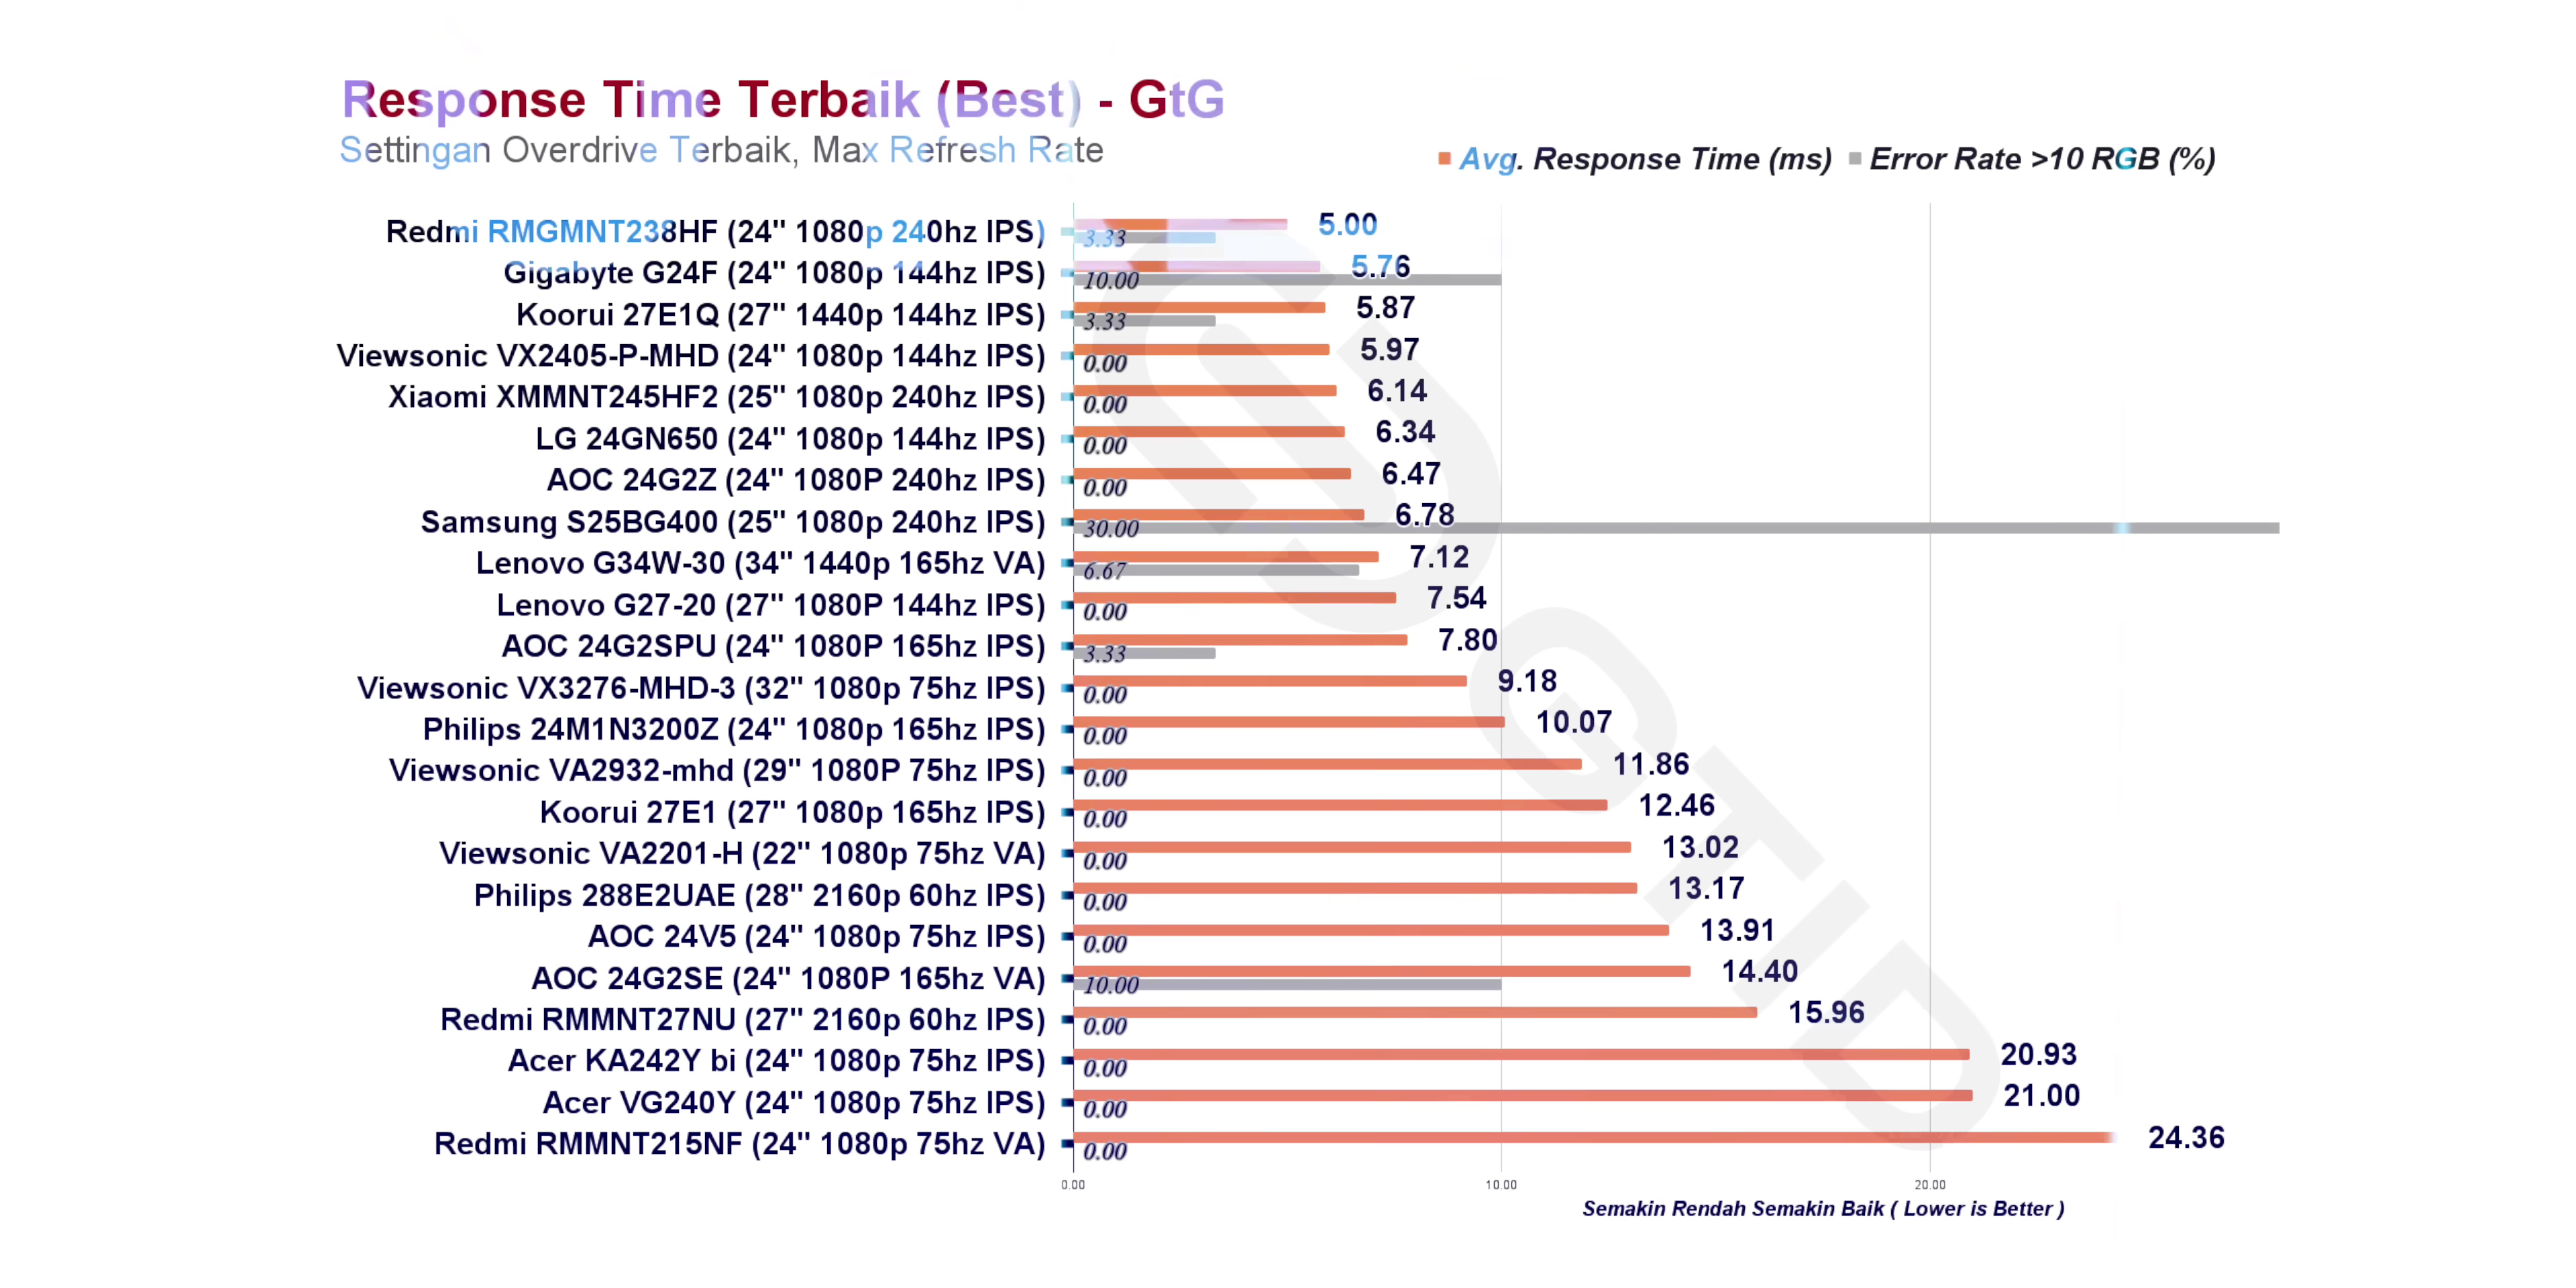 Response Time Terbaik (Best) - GtG
Settingan Overdrive Terbaik, Max Refresh Rate
Avg. Response Time (ms) Error Rate >10 RGB (%)
Redmi RMGMNT238HF (24" 1080p 240hz IPS) 3.33 5.00
Gigabyte G24F (24" 1080p 144hz IPS) 10.00 5.76
Koorui 27E1Q (27" 1440p 144hz IPS) 3.33 5.87
Viewsonic VX2405-P-MHD (24" 1080p 144hz IPS) 0.00 5.97
Xiaomi XMMNT245HF2 (25" 1080p 240hz IPS) 0.00 6.14
LG 24GN650 (24" 1080p 144hz IPS) 0.00 6.34
AOC 24G2Z (24" 1080P 240hz IPS) 0.00 6.47
Samsung S25BG400 (25" 1080p 240hz IPS) 30.00 6.78
Lenovo G34W-30 (34" 1440p 165hz VA) 6.67 7.12
Lenovo G27-20 (27" 1080P 144hz IPS) 0.00 7.54
AOC 24G2SPU (24" 1080P 165hz IPS) 3.33 7.80
Viewsonic VX3276-MHD-3 (32" 1080p 75hz IPS) 0.00 9.18
Philips 24M1N3200Z (24" 1080p 165hz IPS) 0.00 10.07
Viewsonic VA2932-mhd (29" 1080P 75hz IPS) 0.00 11.86
Koorui 27E1 (27" 1080p 165hz IPS) 0.00 12.46
Viewsonic VA2201-H (22" 1080p 75hz VA) 0.00 13.02
Philips 288E2UAE (28" 2160p 60hz IPS) 0.00 13.17
AOC 24V5 (24" 1080p 75hz IPS) 0.00 13.91
AOC 24G2SE (24" 1080P 165hz VA) 10.00 14.40
Redmi RMMNT27NU (27" 2160p 60hz IPS) 0.00 15.96
Acer KA242Y bi (24" 1080p 75hz IPS) 0.00 20.93
Acer VG240Y (24" 1080p 75hz IPS) 0.00 21.00
Redmi RMMNT215NF (24" 1080p 75hz VA) 0.00 24.36
0.00 10.00 20.00
Semakin Rendah Semakin Baik ( Lower is Better )
GTID